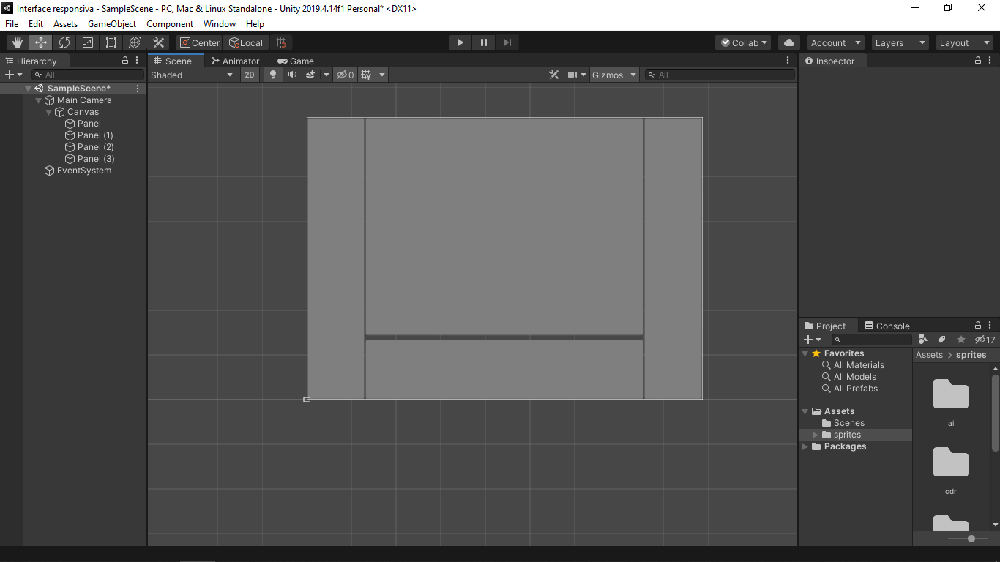 Interface responsiva - SampleScene - PC, Mac & Linux Standalone - Unity 2019.4.14f1 Personal* <DX11>
File Edit Assets GameObject Component Window Help
Center Local Collab Account Layers Layout
Hierarchy
All
SampleScene*
Main Camera
Canvas
Panel
Panel (1)
Panel (2)
Panel (3)
EventSystem
Scene Animator Game
Shaded 2D 0 Gizmos All
Inspector
Project Console
17
Favorites
All Materials
All Models
All Prefabs
Assets
Scenes
sprites
Packages
Assets > sprites
ai
cdr